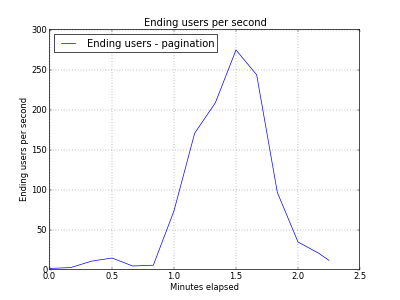 Ending users per second
Ending users - pagination
300
250
200
150
100
50
0
Ending users per second
0.0 0.5 1.0 1.5 2.0 2.5
Minutes elapsed